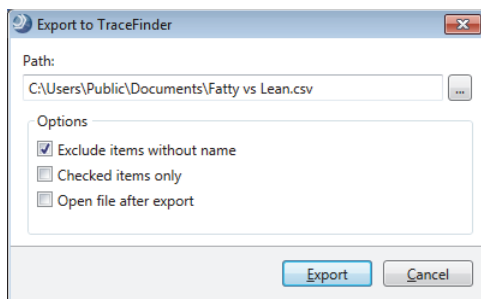 Export to TraceFinder
Path:
C:\Users\Public\Documents\Fatty vs Lean.csv
...
Options
Exclude items without name
Checked items only
Open file after export
Export Cancel